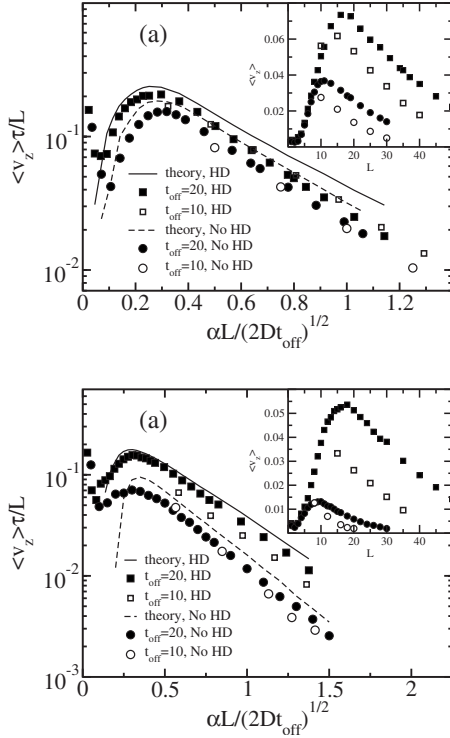 (a)
<v_z>τ/L
10^-1
10^-2
0 0.2 0.4 0.6 0.8 1 1.2
αL/(2Dt_off)^1/2
theory, HD
t_off=20, HD
t_off=10, HD
theory, No HD
t_off=20, No HD
t_off=10, No HD
<v_z>
0.06
0.04
0.02
0
10 20 30 40
L
(a)
<v_z>τ/L
10^0
10^-1
10^-2
10^-3
0 0.5 1 1.5 2
αL/(2Dt_off)^1/2
theory, HD
t_off=20, HD
t_off=10, HD
theory, No HD
t_off=20, No HD
t_off=10, No HD
<v_z>
0.05
0.04
0.03
0.02
0.01
0
15 30 45
L